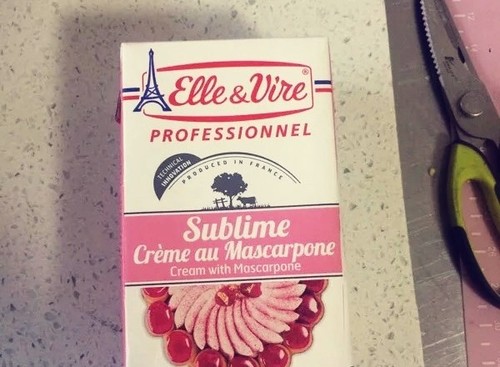 Elle & Vire®
PROFESSIONNEL
TECHNICAL
INNOVATION
PRODUCED IN FRANCE
Sublime
Crème au Mascarpone
Cream with Mascarpone